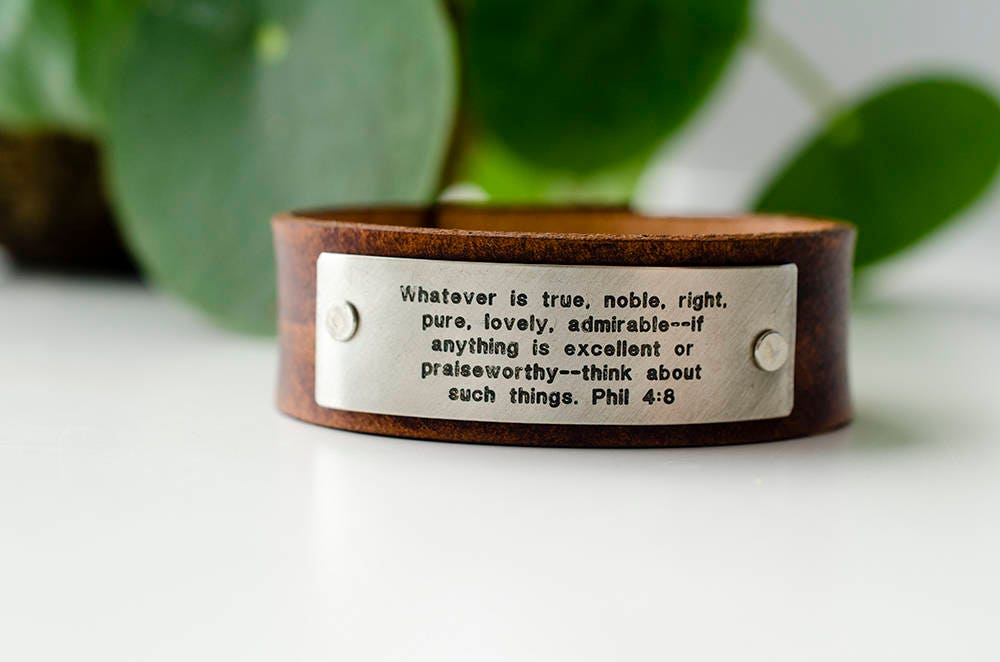 Whatever is true, noble, right,
pure, lovely, admirable--if
anything is excellent or
praiseworthy--think about
such things. Phil 4:8